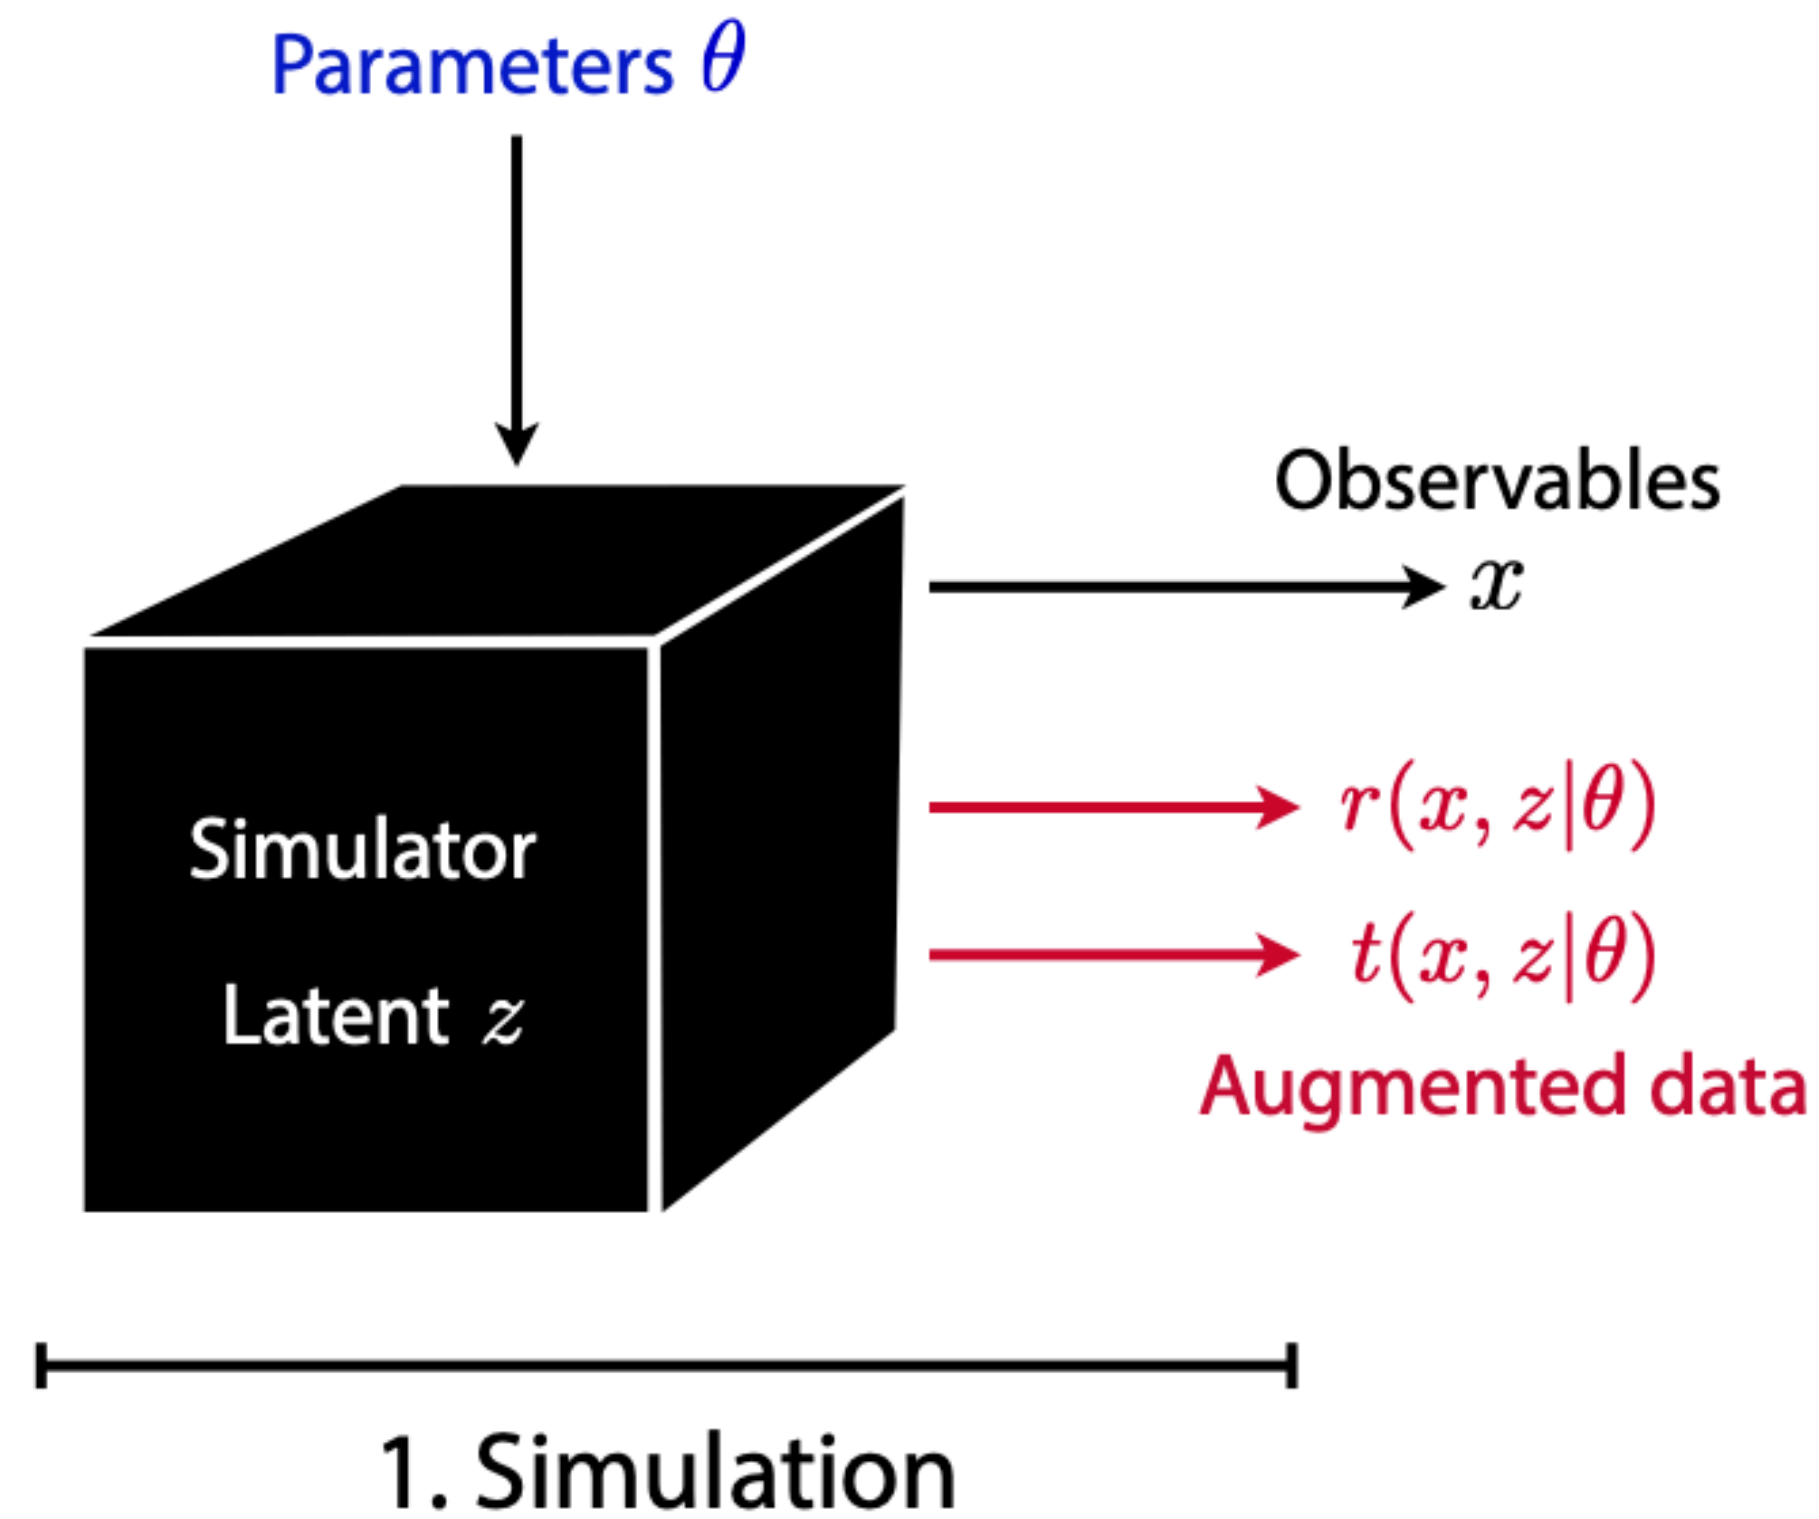 Parameters θ
Observables
x
Simulator
Latent z
r(x, z|θ)
t(x, z|θ)
Augmented data
1. Simulation